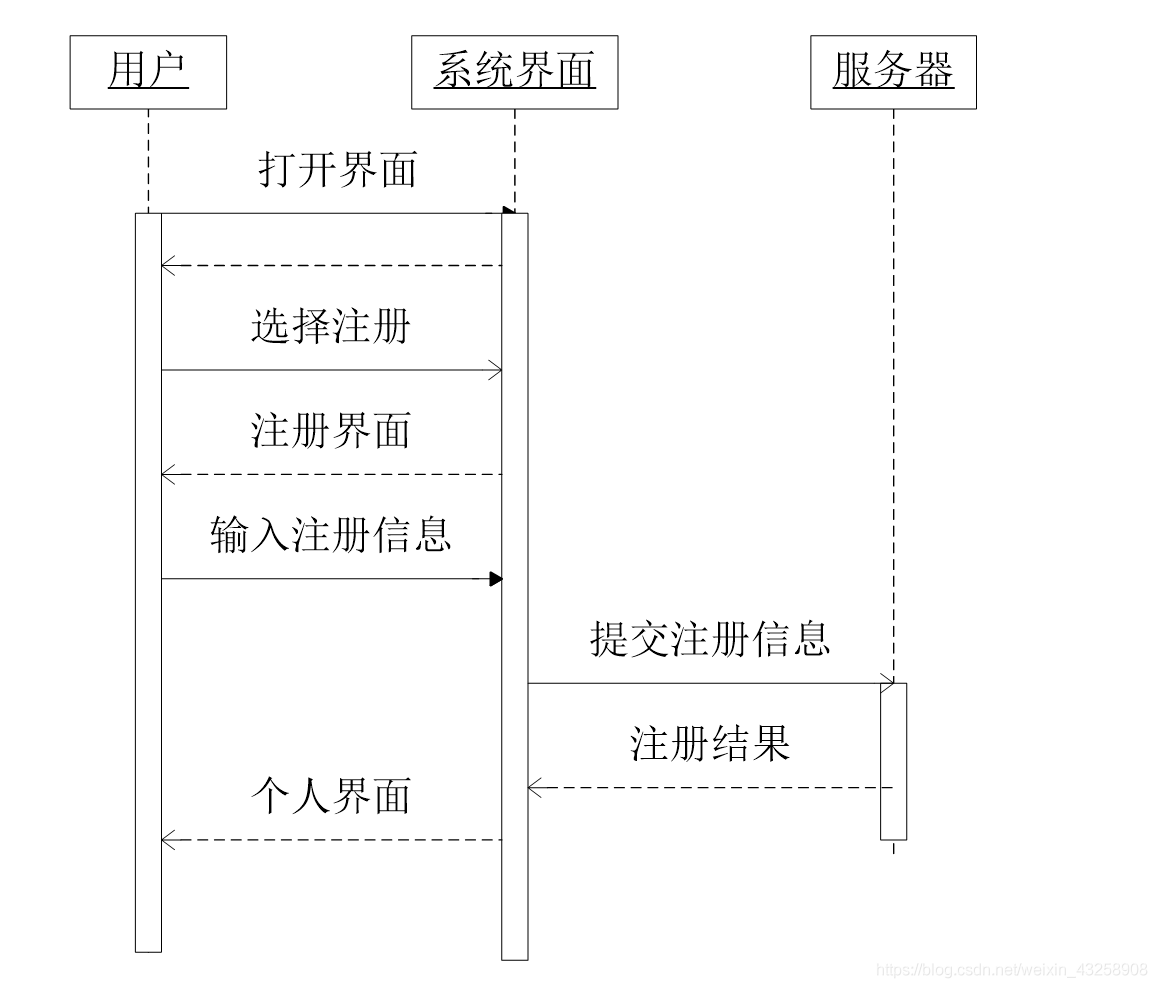 用户
系统界面
服务器
打开界面
选择注册
注册界面
输入注册信息
提交注册信息
注册结果
个人界面
https://blog.csdn.net/weixin_43258908